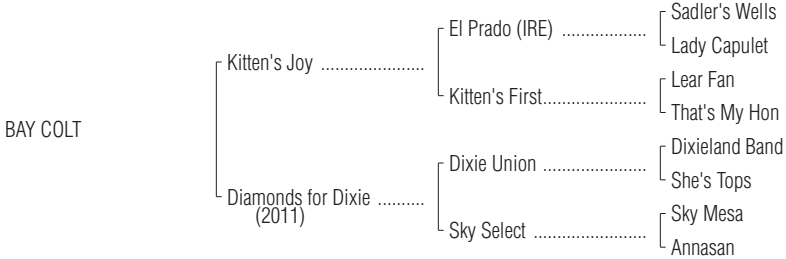 Sadler's Wells
El Prado (IRE) ..................
Lady Capulet
Kitten's Joy ......................
Lear Fan
Kitten's First......................
That's My Hon
BAY COLT
Dixieland Band
Dixie Union ......................
She's Tops
Diamonds for Dixie ..........
(2011)
Sky Mesa
Sky Select ........................
Annasan